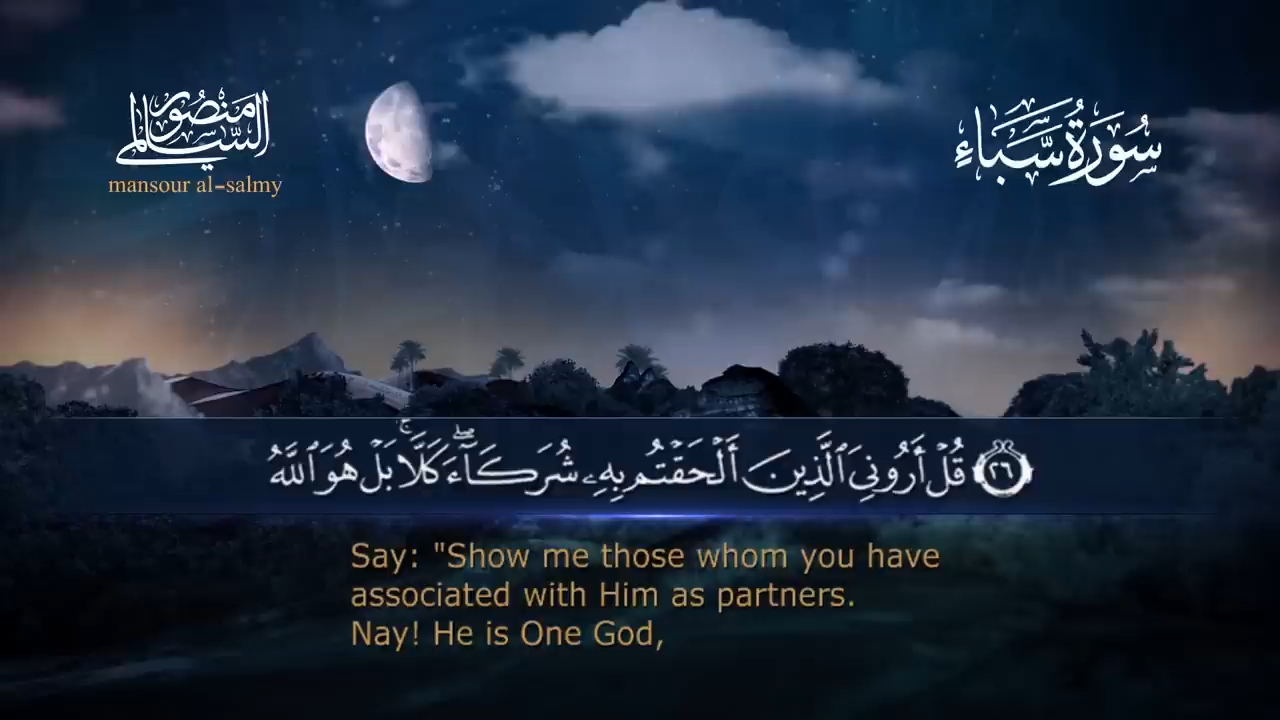 منصور السالمي
mansour al-salmy
سُورَةُ سَبَإٍ
٢٦ قُلْ أَرُونِيَ ٱلَّذِينَ أَلْحَقْتُم بِهِۦ شُرَكَآءَ ۖ كَلَّا ۚ بَلْ هُوَ ٱللَّهُ
Say: "Show me those whom you have
associated with Him as partners.
Nay! He is One God,